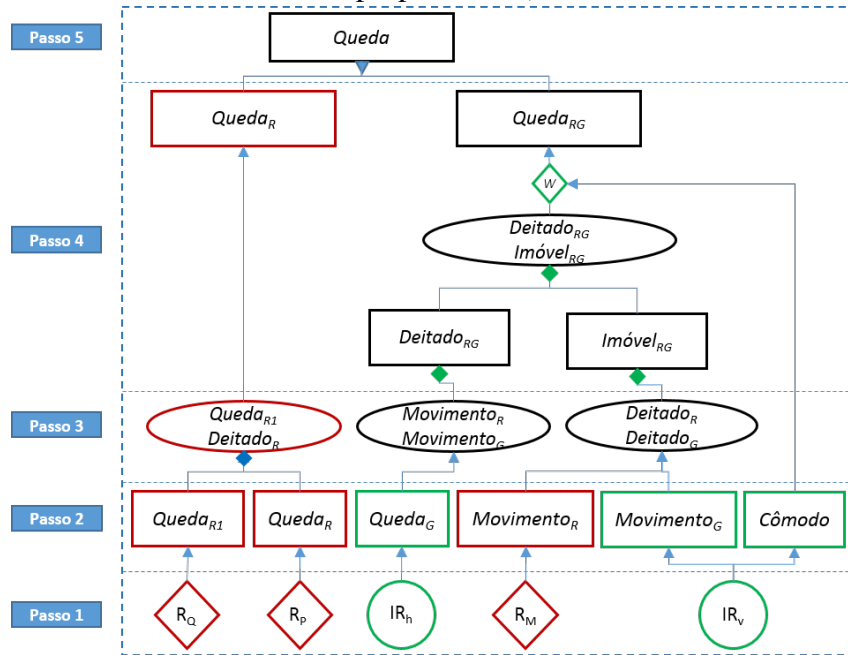 Passo 5
Queda
Queda_R
Queda_RG
W
Passo 4
Deitado_RG
Imóvel_RG
Deitado_RG
Imóvel_RG
Passo 3
Queda_R1
Deitado_R
Movimento_R
Movimento_G
Deitado_R
Deitado_G
Passo 2
Queda_R1
Queda_R
Queda_G
Movimento_R
Movimento_G
Cômodo
Passo 1
R_Q
R_P
IR_h
R_M
IR_v